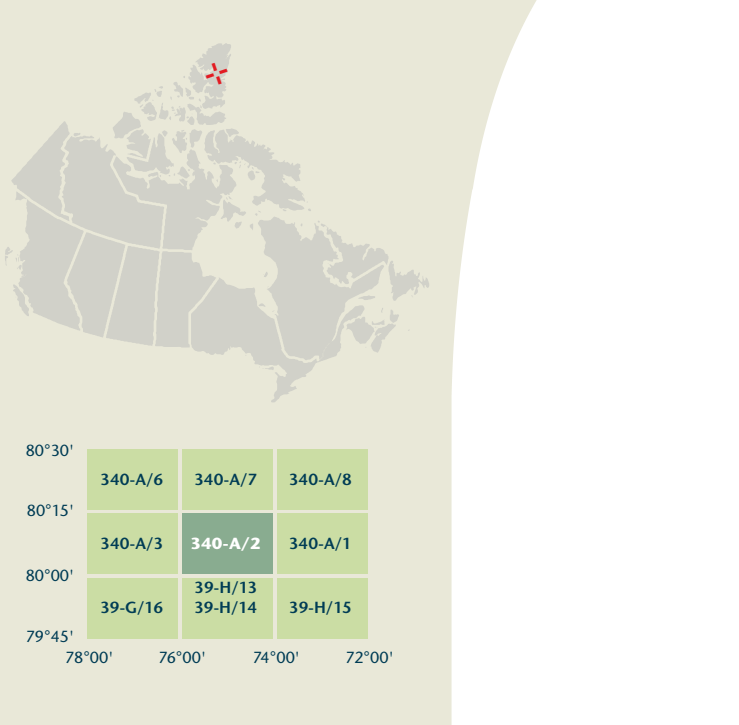 80°30'
340-A/6 340-A/7 340-A/8
80°15'
340-A/3 340-A/2 340-A/1
80°00'
39-H/13
39-G/16 39-H/14 39-H/15
79°45'
78°00' 76°00' 74°00' 72°00'